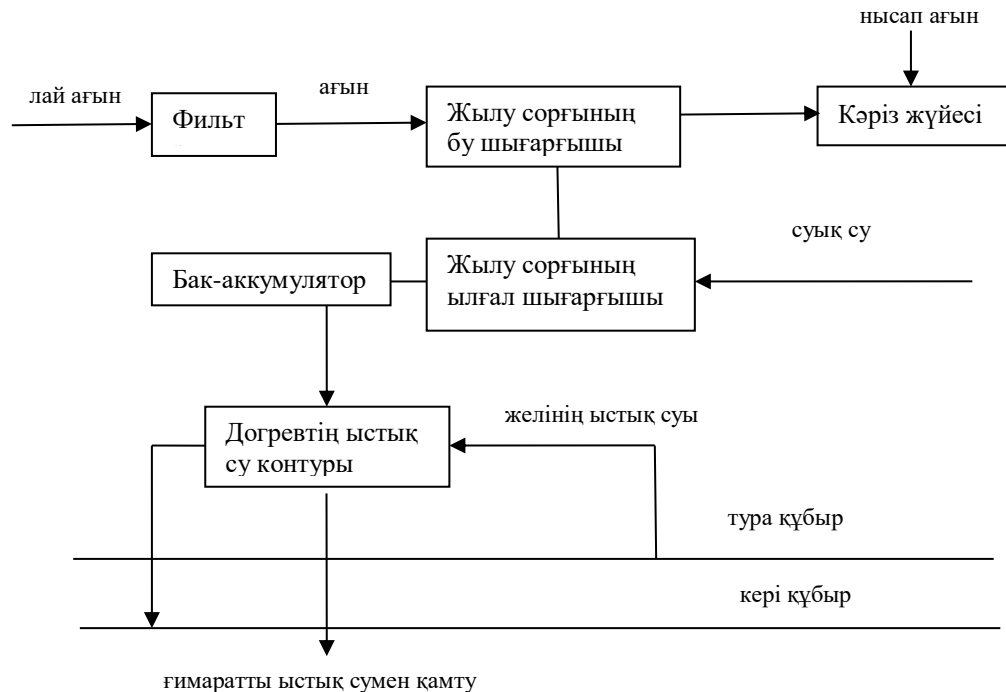 нысап ағын
лай ағын
ағын
Фильт
Жылу сорғының
бу шығарғышы
Кәріз жүйесі
суық су
Бак-аккумулятор
Жылу сорғының
ылғал шығарғышы
желінің ыстық суы
Догревтің ыстық
су контуры
тура құбыр
кері құбыр
ғимаратты ыстық сумен қамту